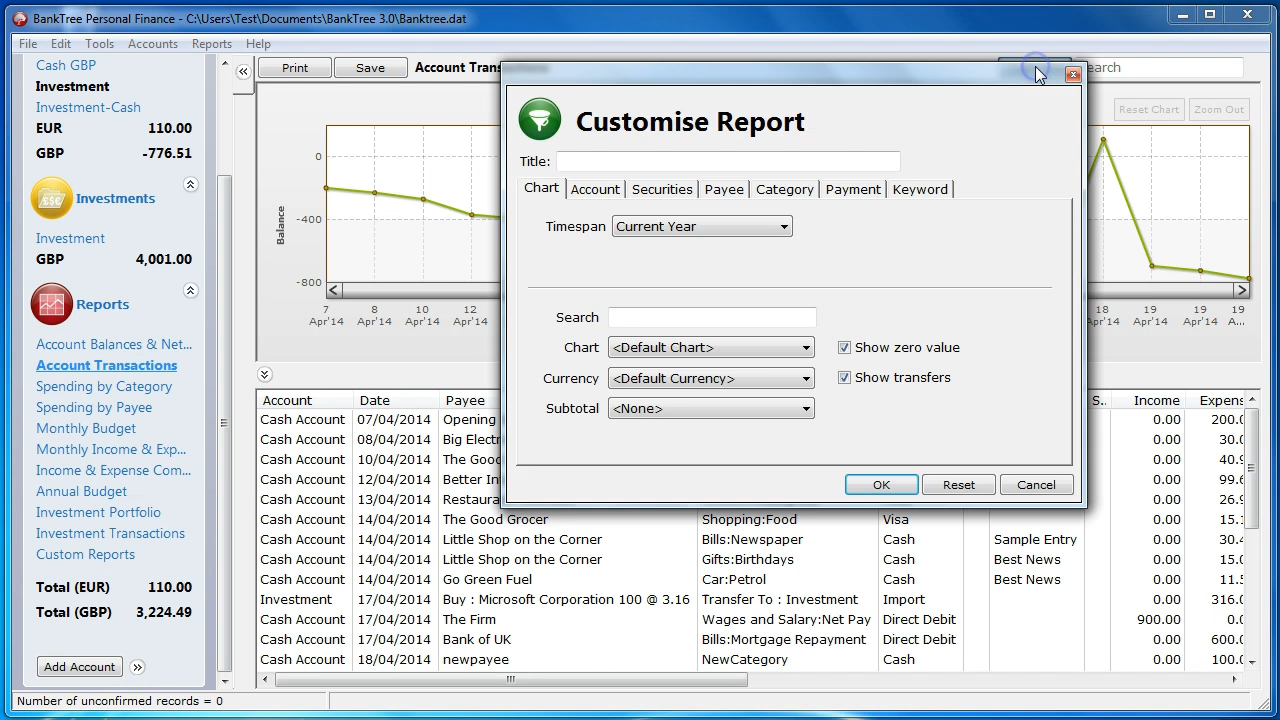 BankTree Personal Finance - C:\Users\Test\Documents\BankTree 3.0\Banktree.dat
File Edit Tools Accounts Reports Help
Cash GBP
Investment
Investment-Cash
EUR 110.00
GBP -776.51
Investments
Investment
GBP 4,001.00
Reports
Account Balances & Net...
Account Transactions
Spending by Category
Spending by Payee
Monthly Budget
Monthly Income & Exp...
Income & Expense Com...
Annual Budget
Investment Portfolio
Investment Transactions
Custom Reports
Total (EUR) 110.00
Total (GBP) 3,224.49
Add Account
Number of unconfirmed records = 0
Print Save Account Trans
earch
Reset Chart Zoom Out
Balance
0
-400
-800
7 8 10 12 18 19 19 19
Apr'14 Apr'14 Apr'14 Apr'14 Apr'14 Apr'14 Apr'14 A...
Customise Report
Title:
Chart Account Securities Payee Category Payment Keyword
Timespan Current Year
Search
Chart <Default Chart> Show zero value
Currency <Default Currency> Show transfers
Subtotal <None>
OK Reset Cancel
Account Date Payee S... Income Expens
Cash Account 07/04/2014 Opening 0.00 200.0
Cash Account 08/04/2014 Big Electr 0.00 30.0
Cash Account 10/04/2014 The Good 0.00 40.9
Cash Account 12/04/2014 Better In 0.00 99.6
Cash Account 13/04/2014 Restaura 0.00 26.9
Cash Account 14/04/2014 The Good Grocer Shopping:Food Visa 0.00 15.1
Cash Account 14/04/2014 Little Shop on the Corner Bills:Newspaper Cash Sample Entry 0.00 30.4
Cash Account 14/04/2014 Little Shop on the Corner Gifts:Birthdays Cash Best News 0.00 15.0
Cash Account 14/04/2014 Go Green Fuel Car:Petrol Cash Best News 0.00 11.5
Investment 17/04/2014 Buy : Microsoft Corporation 100 @ 3.16 Transfer To : Investment Import 0.00 316.0
Cash Account 17/04/2014 The Firm Wages and Salary:Net Pay Direct Debit 900.00 0.0
Cash Account 17/04/2014 Bank of UK Bills:Mortgage Repayment Direct Debit 0.00 600.0
Cash Account 18/04/2014 newpayee NewCategory Cash 0.00 100.0